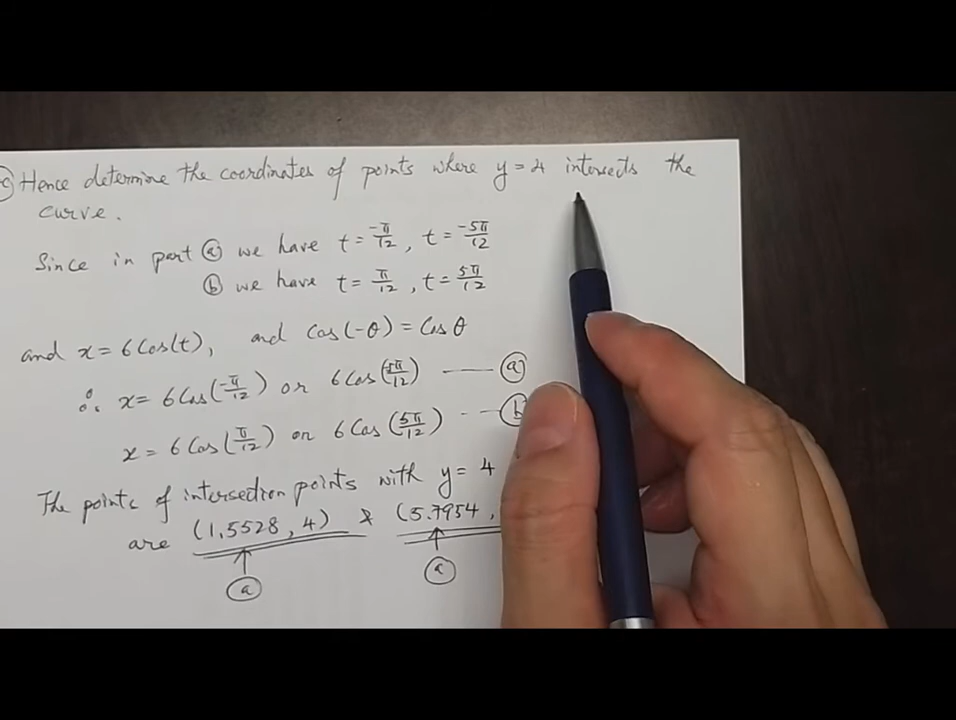 c) Hence determine the coordinates of points where y = 4 intersects the
curve.
Since in part ⓐ we have t = -π/12, t = -5π/12
ⓑ we have t = π/12, t = 5π/12
and x = 6 Cos(t), and Cos(-θ) = Cos θ
∴ x = 6 Cos(-π/12) or 6 Cos(5π/12) — ⓐ
x = 6 Cos(π/12) or 6 Cos(5π/12) - — ⓑ
The points of intersection points with y = 4
are (1.5528, 4) & (5.7954,
ⓐ ⓐ